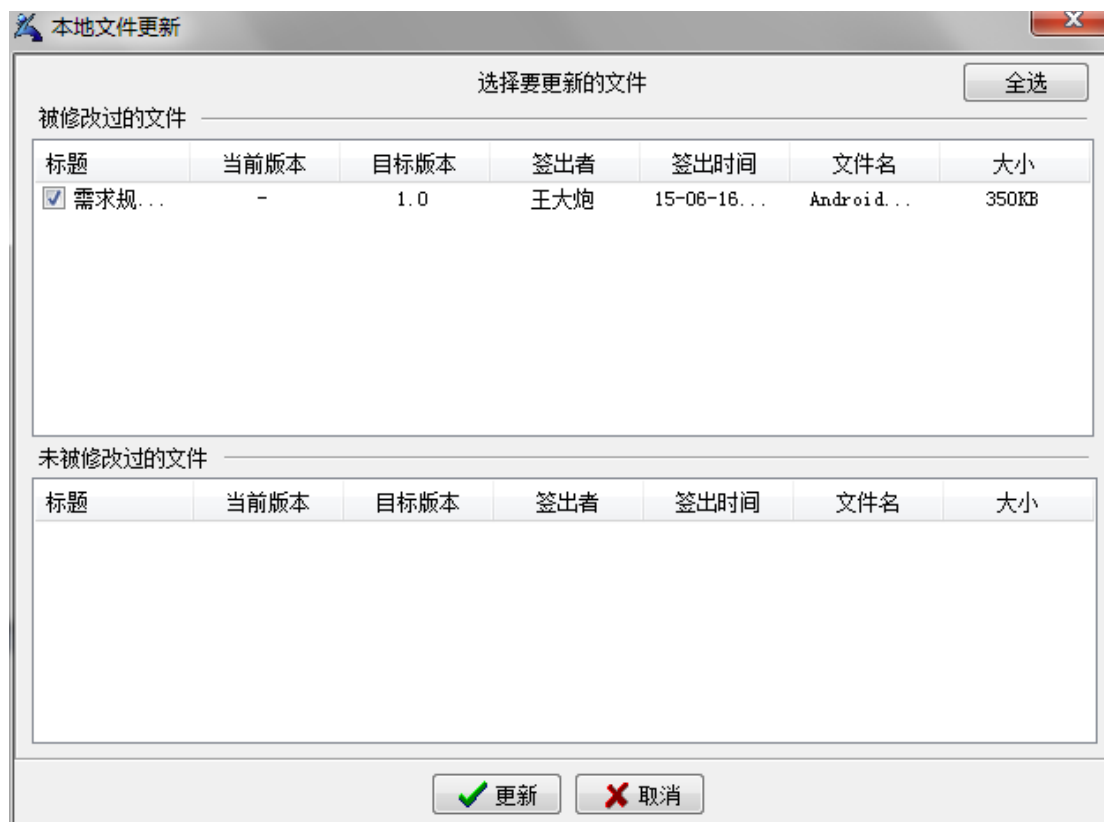 本地文件更新
选择要更新的文件 全选
被修改过的文件
标题 当前版本 目标版本 签出者 签出时间 文件名 大小
需求规... - 1.0 王大炮 15-06-16... Android... 350KB
未被修改过的文件
标题 当前版本 目标版本 签出者 签出时间 文件名 大小
更新 取消